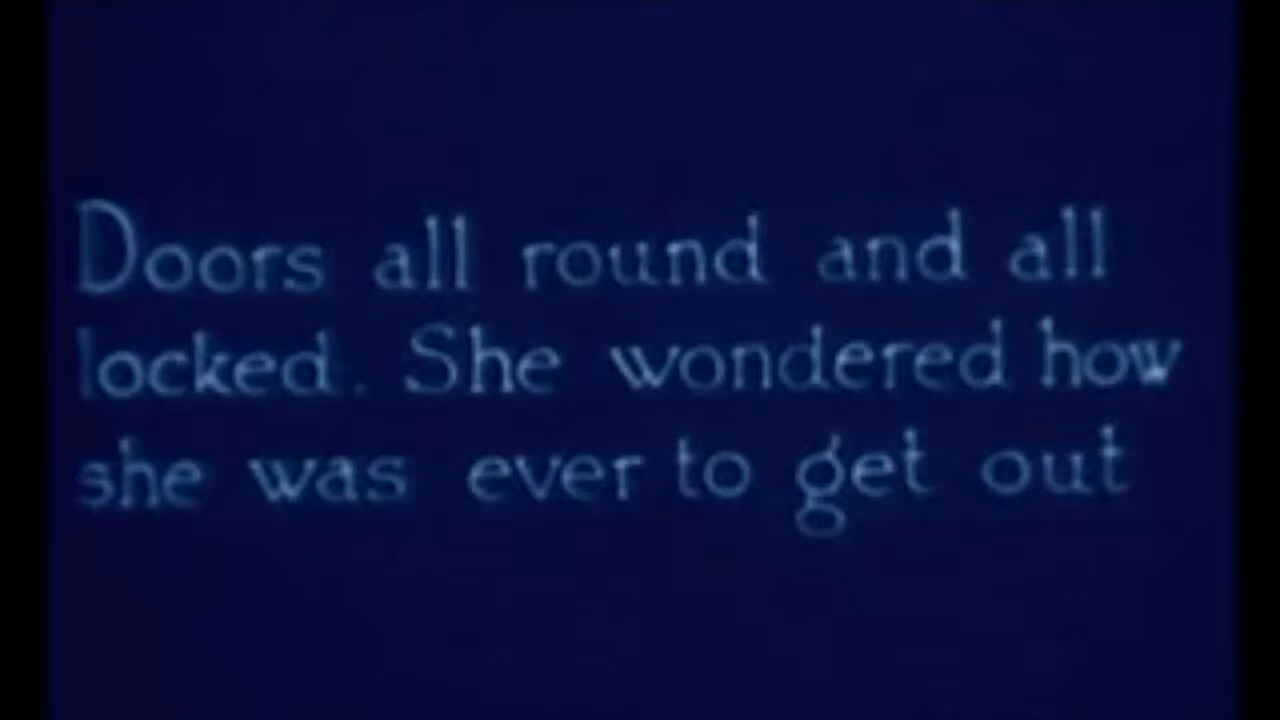 Doors all round and all
locked. She wondered how
she was ever to get out